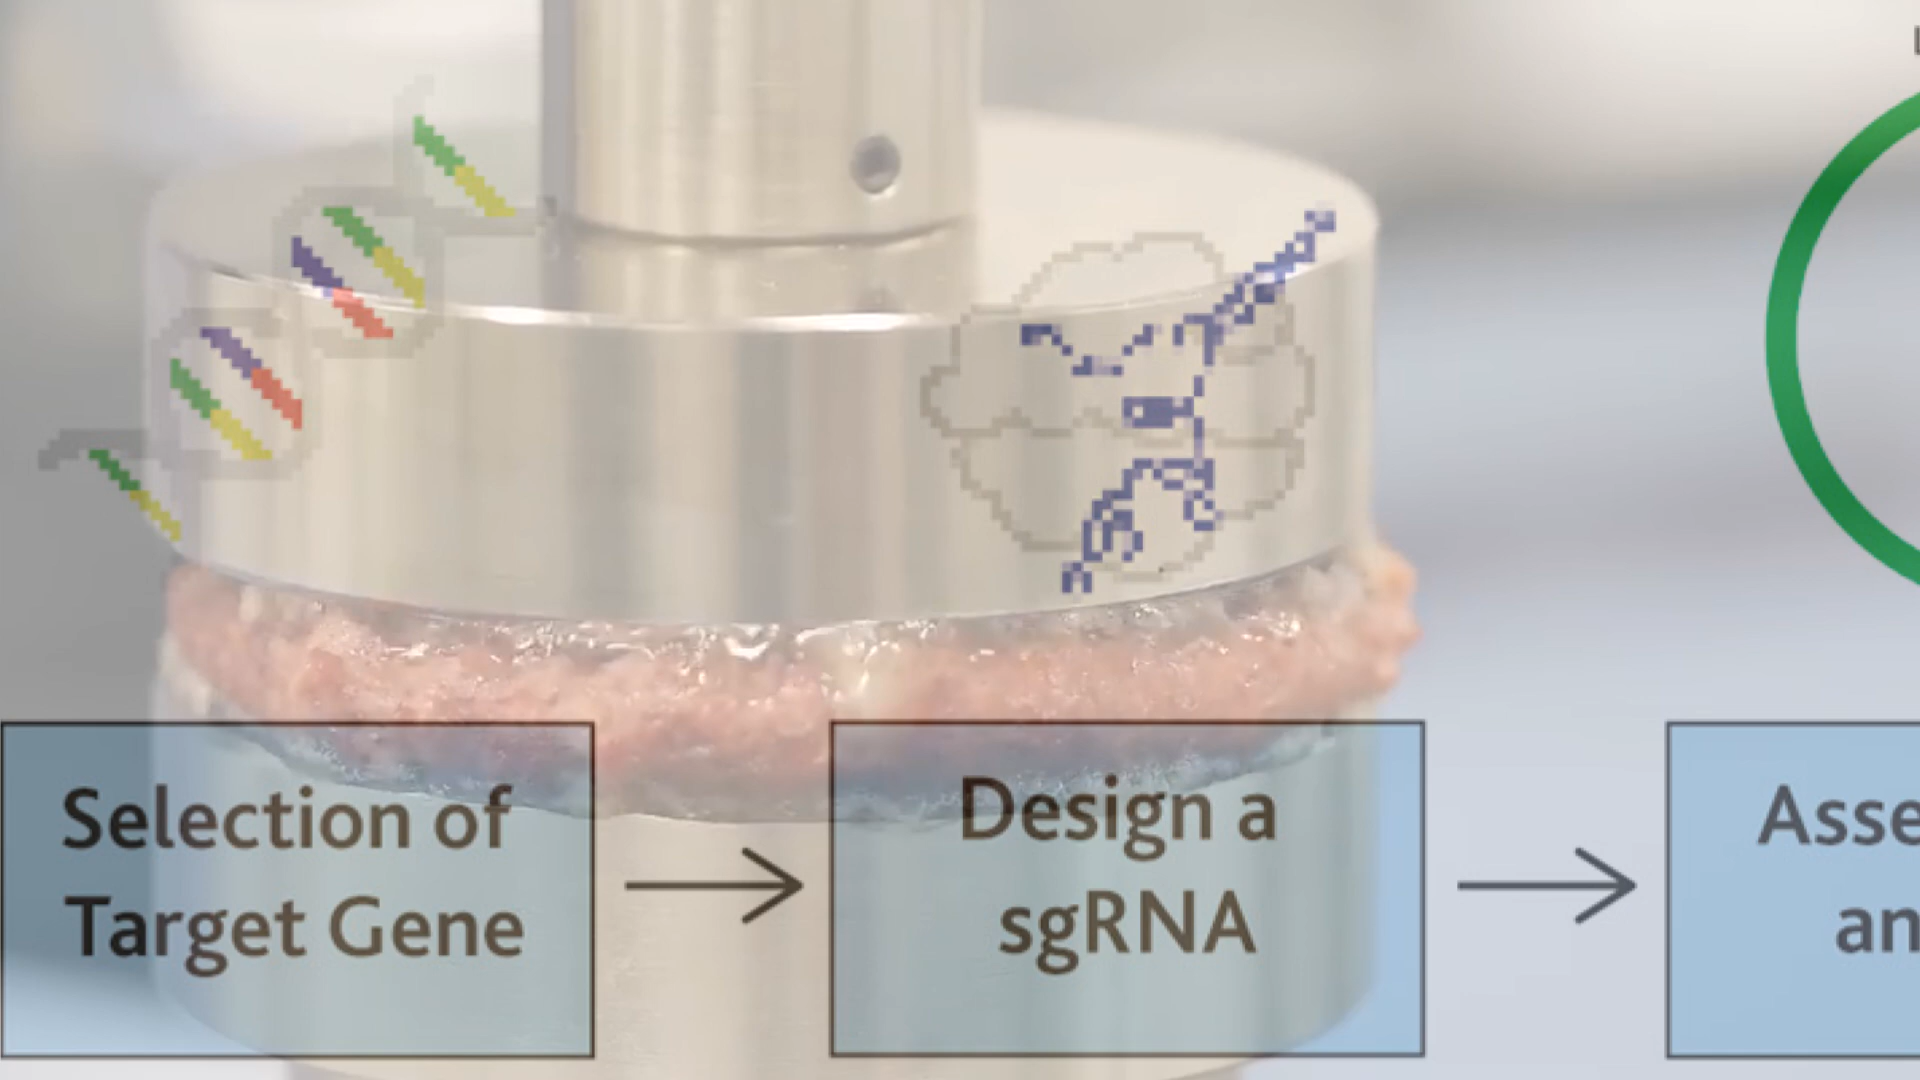 Selection of
Target Gene
Design a
sgRNA